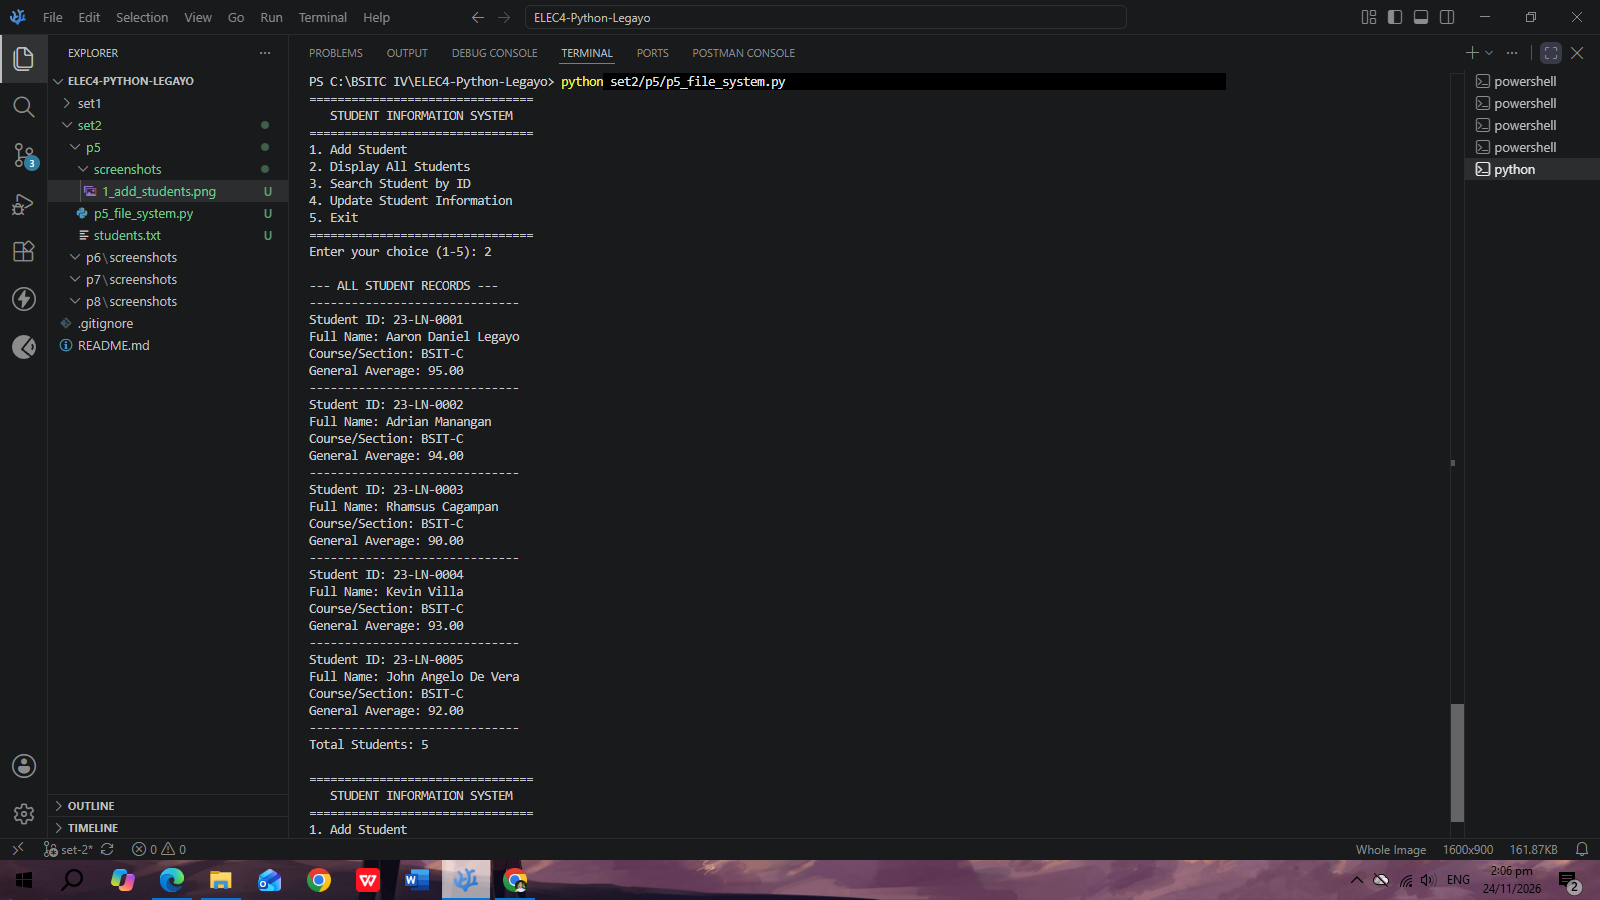 File Edit Selection View Go Run Terminal Help
ELEC4-Python-Legayo
EXPLORER
ELEC4-PYTHON-LEGAYO
set1
set2
p5
screenshots
1_add_students.png U
p5_file_system.py U
students.txt U
p6\screenshots
p7\screenshots
p8\screenshots
.gitignore
README.md
OUTLINE
TIMELINE
3
PROBLEMS OUTPUT DEBUG CONSOLE TERMINAL PORTS POSTMAN CONSOLE
PS C:\BSITC IV\ELEC4-Python-Legayo> python set2/p5/p5_file_system.py
================================
STUDENT INFORMATION SYSTEM
================================
1. Add Student
2. Display All Students
3. Search Student by ID
4. Update Student Information
5. Exit
================================
Enter your choice (1-5): 2
--- ALL STUDENT RECORDS ---
------------------------------
Student ID: 23-LN-0001
Full Name: Aaron Daniel Legayo
Course/Section: BSIT-C
General Average: 95.00
------------------------------
Student ID: 23-LN-0002
Full Name: Adrian Manangan
Course/Section: BSIT-C
General Average: 94.00
------------------------------
Student ID: 23-LN-0003
Full Name: Rhamsus Cagampan
Course/Section: BSIT-C
General Average: 90.00
------------------------------
Student ID: 23-LN-0004
Full Name: Kevin Villa
Course/Section: BSIT-C
General Average: 93.00
------------------------------
Student ID: 23-LN-0005
Full Name: John Angelo De Vera
Course/Section: BSIT-C
General Average: 92.00
------------------------------
Total Students: 5
================================
STUDENT INFORMATION SYSTEM
================================
1. Add Student
powershell
powershell
powershell
powershell
python
set-2* 0 0
Whole Image 1600x900 161.87KB
ENG
2:06 pm
24/11/2026
2